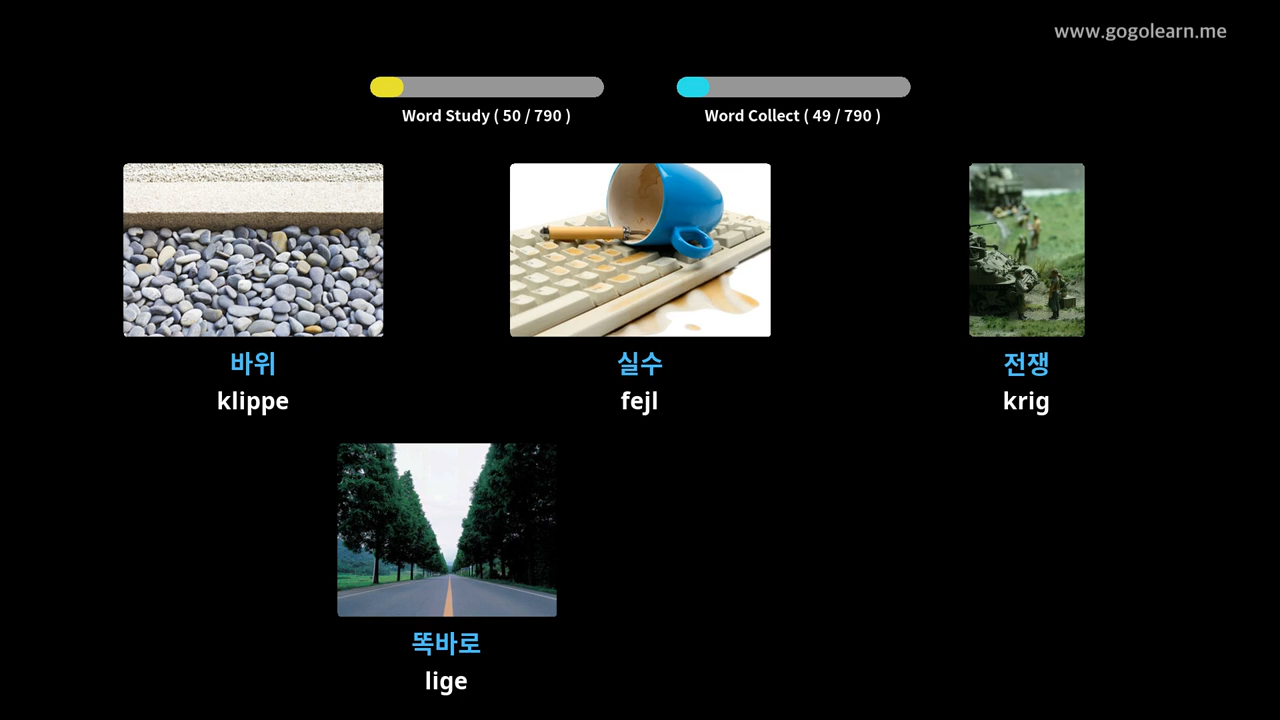 www.gogolearn.me
Word Study ( 50 / 790 )
Word Collect ( 49 / 790 )
바위
klippe
실수
fejl
전쟁
krig
똑바로
lige